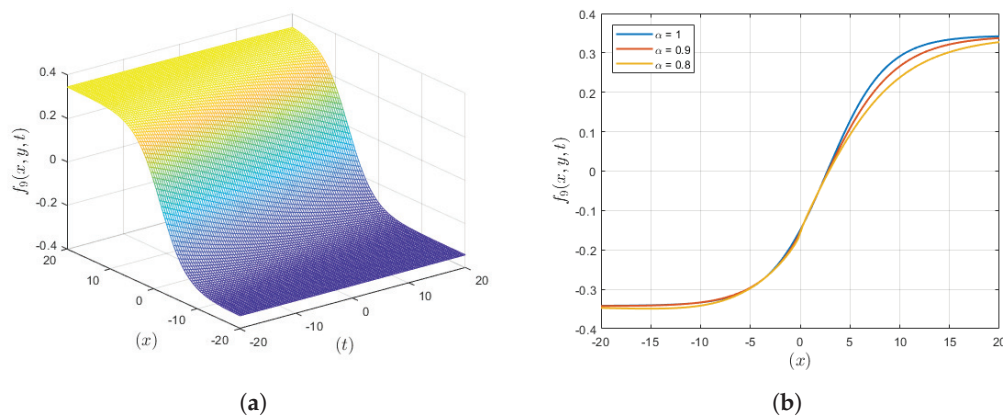 0.4
0.2
0
-0.2
-0.4
f₉(x, y, t)
20
10
0
-10
-20
(x)
-20
-10
0
10
20
(t)
(a)
α = 1
α = 0.9
α = 0.8
0.4
0.3
0.2
0.1
0
-0.1
-0.2
-0.3
-0.4
f₉(x, y, t)
-20 -15 -10 -5 0 5 10 15 20
(x)
(b)